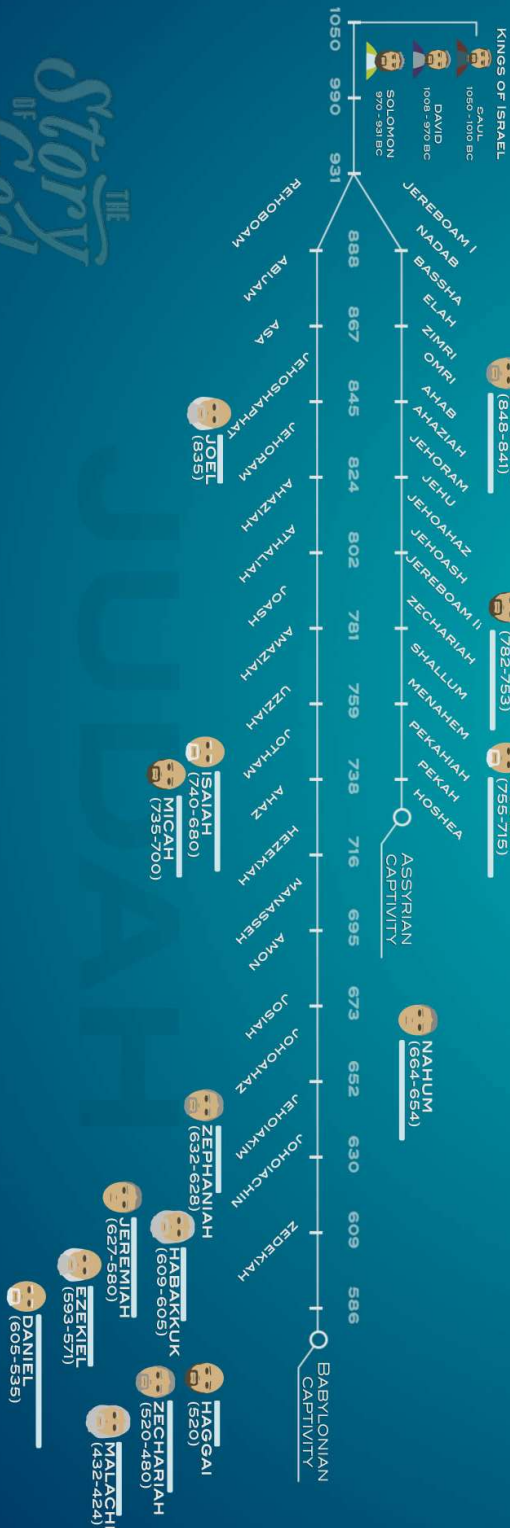 KINGS OF ISRAEL
SAUL
1050 - 1010 BC
DAVID
1008 - 970 BC
SOLOMON
970 - 931 BC
(848-841)
(782-753)
(755-715)
JEREBOAM I
NADAB
BASSHA
ELAH
ZIMRI
OMRI
AHAB
AHAZIAH
JEHORAM
JEHU
JEHOAHAZ
JEHOASH
JEREBOAM II
ZECHARIAH
SHALLUM
MENAHEM
PEKAHIAH
PEKAH
HOSHEA
ASSYRIAN
CAPTIVITY
NAHUM
(664-654)
1050 990 931 888 867 845 824 802 781 759 738 716 695 673 652 630 609 586
REHOBOAM
ABIJAM
ASA
JEHOSHAPHAT
JEHORAM
AHAZIAH
ATHALIAH
JOASH
AMAZIAH
UZZIAH
JOTHAM
AHAZ
HEZEKIAH
MANASSEH
AMON
JOSIAH
JOHOAHAZ
JEHOIAKIM
JOHOIACHIN
ZEDEKIAH
BABYLONIAN
CAPTIVITY
JOEL
(835)
ISAIAH
(740-680)
MICAH
(735-700)
ZEPHANIAH
(632-628)
HABAKKUK
(609-605)
JEREMIAH
(627-580)
EZEKIEL
(593-571)
DANIEL
(605-535)
HAGGAI
(520)
ZECHARIAH
(520-480)
MALACHI
(432-424)
JUDAH
THE
Story
OF God